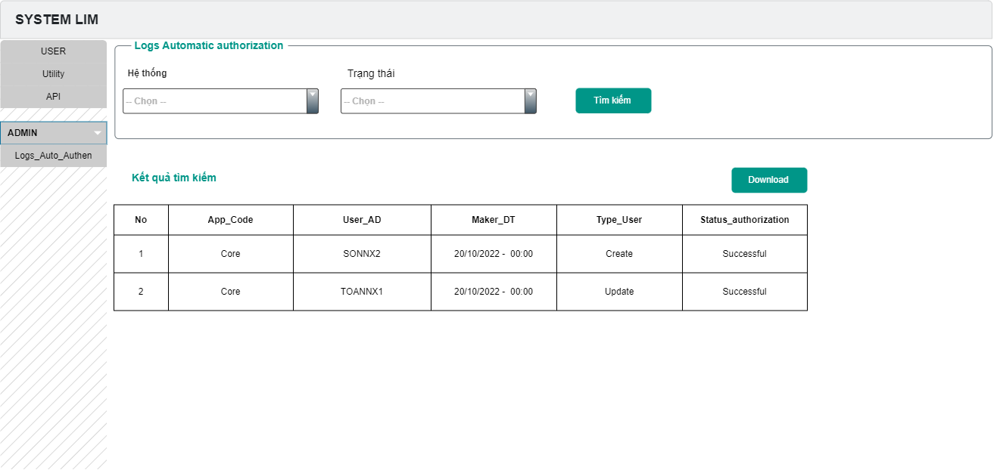 SYSTEM LIM
USER
Utility
API
ADMIN
Logs_Auto_Authen
Logs Automatic authorization
Hệ thống
Trạng thái
-- Chọn --
-- Chọn --
Tìm kiếm
Kết quả tìm kiếm
Download
No App_Code User_AD Maker_DT Type_User Status_authorization
1 Core SONNX2 20/10/2022 - 00:00 Create Successful
2 Core TOANNX1 20/10/2022 - 00:00 Update Successful